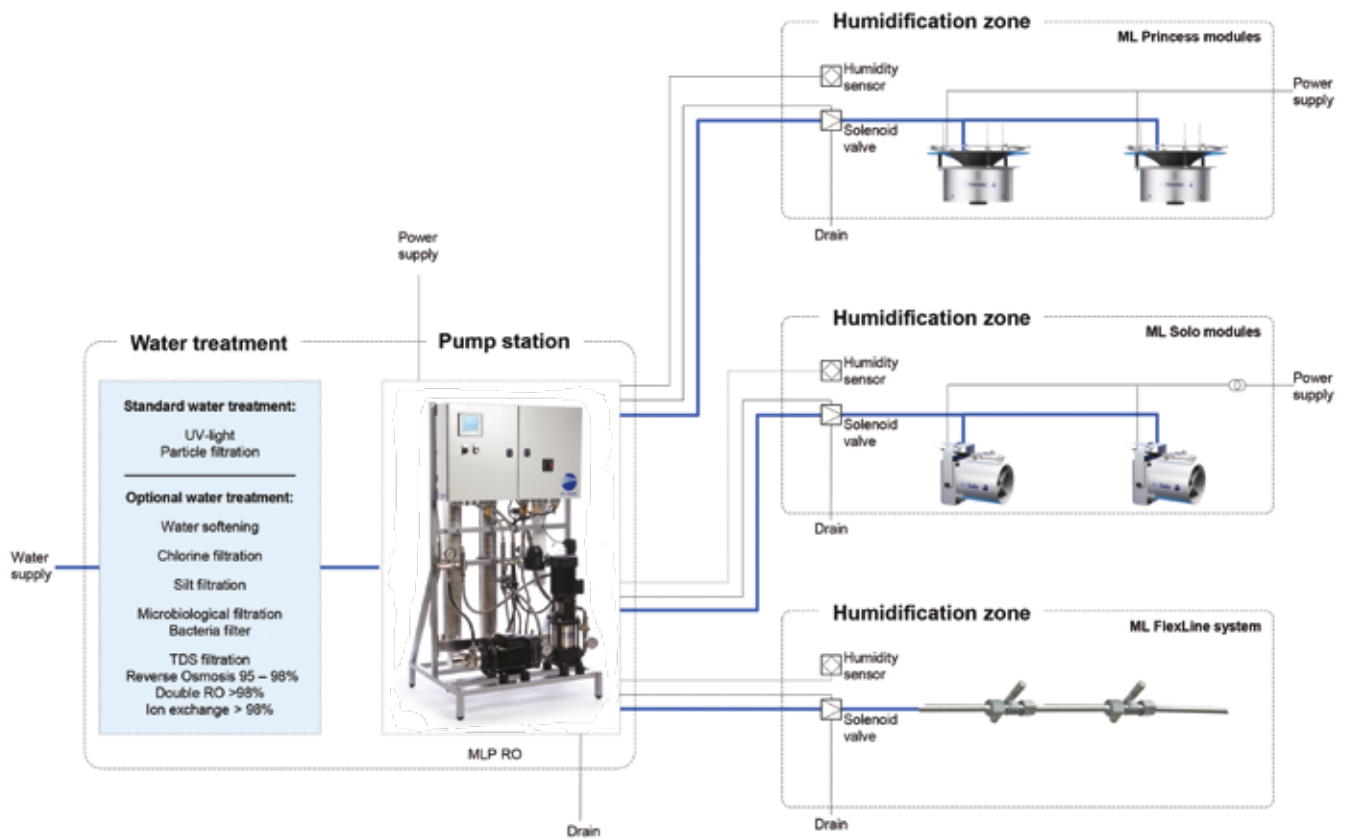 Humidification zone
ML Princess modules
Humidity
sensor
Power
supply
Solenoid
valve
Drain
Power
supply
Humidification zone
ML Solo modules
Humidity
sensor
Power
supply
Solenoid
valve
Drain
Water treatment
Pump station
Standard water treatment:
UV-light
Particle filtration
Optional water treatment:
Water softening
Chlorine filtration
Silt filtration
Microbiological filtration
Bacteria filter
TDS filtration
Reverse Osmosis 95 – 98%
Double RO >98%
Ion exchange > 98%
Water
supply
MLP RO
Drain
Humidification zone
ML FlexLine system
Humidity
sensor
Solenoid
valve
Drain